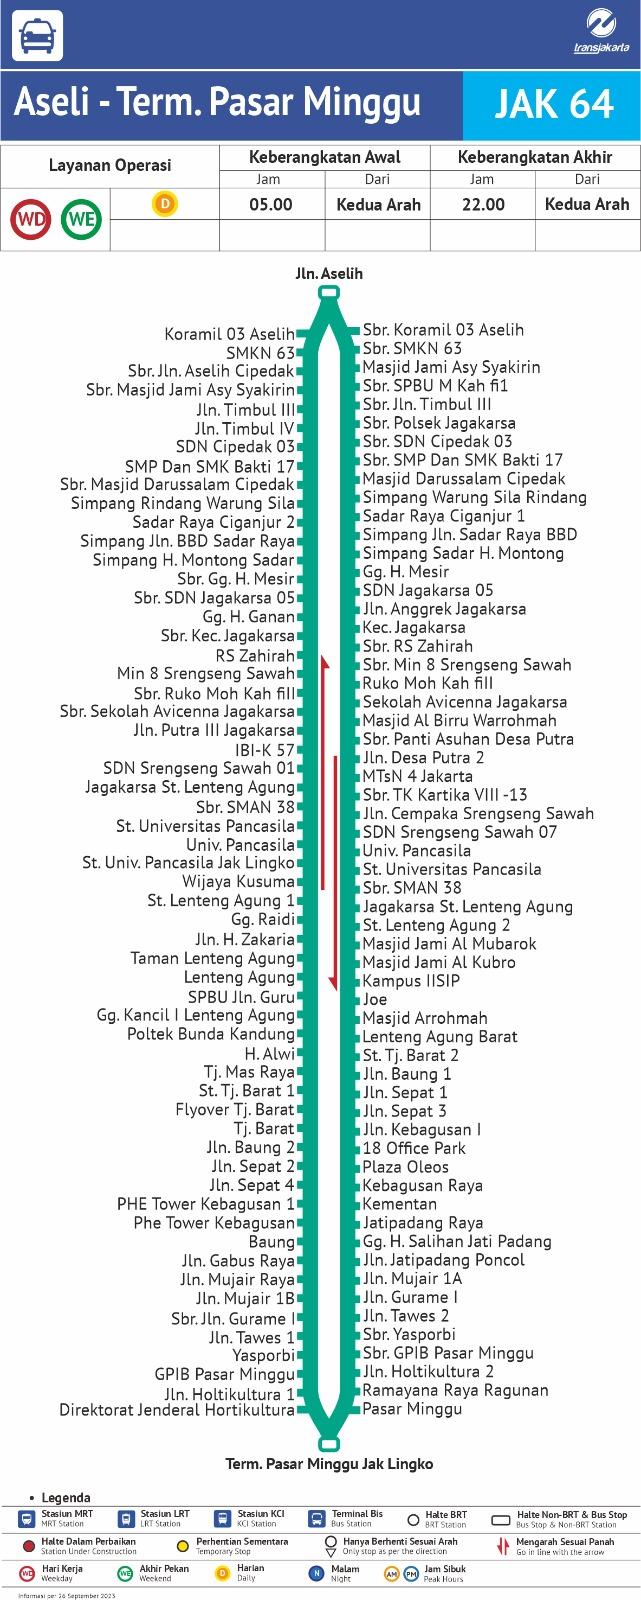 transjakarta
Aseli - Term. Pasar Minggu
JAK 64
Layanan Operasi
Keberangkatan Awal
Keberangkatan Akhir
Jam
Dari
Jam
Dari
WD
WE
D
05.00
Kedua Arah
22.00
Kedua Arah
Jln. Aselih
Koramil 03 Aselih
SMKN 63
Sbr. Jln. Aselih Cipedak
Sbr. Masjid Jami Asy Syakirin
Jln. Timbul III
Jln. Timbul IV
SDN Cipedak 03
SMP Dan SMK Bakti 17
Sbr. Masjid Darussalam Cipedak
Simpang Rindang Warung Sila
Sadar Raya Ciganjur 2
Simpang Jln. BBD Sadar Raya
Simpang H. Montong Sadar
Sbr. Gg. H. Mesir
Sbr. SDN Jagakarsa 05
Gg. H. Ganan
Sbr. Kec. Jagakarsa
RS Zahirah
Min 8 Srengseng Sawah
Sbr. Ruko Moh Kah fiII
Sbr. Sekolah Avicenna Jagakarsa
Jln. Putra III Jagakarsa
IBI-K 57
SDN Srengseng Sawah 01
Jagakarsa St. Lenteng Agung
Sbr. SMAN 38
St. Universitas Pancasila
Univ. Pancasila
St. Univ. Pancasila Jak Lingko
Wijaya Kusuma
St. Lenteng Agung 1
Gg. Raidi
Jln. H. Zakaria
Taman Lenteng Agung
Lenteng Agung
SPBU Jln. Guru
Gg. Kancil I Lenteng Agung
Poltek Bunda Kandung
H. Alwi
Tj. Mas Raya
St. Tj. Barat 1
Flyover Tj. Barat
Tj. Barat
Jln. Baung 2
Jln. Sepat 2
Jln. Sepat 4
PHE Tower Kebagusan 1
Phe Tower Kebagusan
Baung
Jln. Gabus Raya
Jln. Mujair Raya
Jln. Mujair 1B
Sbr. Jln. Gurame I
Jln. Tawes 1
Yasporbi
GPIB Pasar Minggu
Jln. Holtikultura 1
Direktorat Jenderal Hortikultura
Sbr. Koramil 03 Aselih
Sbr. SMKN 63
Masjid Jami Asy Syakirin
Sbr. SPBU M Kah fi1
Sbr. Jln. Timbul III
Sbr. Polsek Jagakarsa
Sbr. SDN Cipedak 03
Sbr. SMP Dan SMK Bakti 17
Masjid Darussalam Cipedak
Simpang Warung Sila Rindang
Sadar Raya Ciganjur 1
Simpang Jln. Sadar Raya BBD
Simpang Sadar H. Montong
Gg. H. Mesir
SDN Jagakarsa 05
Jln. Anggrek Jagakarsa
Kec. Jagakarsa
Sbr. RS Zahirah
Sbr. Min 8 Srengseng Sawah
Ruko Moh Kah fiII
Sekolah Avicenna Jagakarsa
Masjid Al Birru Warrohmah
Sbr. Panti Asuhan Desa Putra
Jln. Desa Putra 2
MTsN 4 Jakarta
Sbr. TK Kartika VIII -13
Jln. Cempaka Srengseng Sawah
SDN Srengseng Sawah 07
Univ. Pancasila
St. Universitas Pancasila
Sbr. SMAN 38
Jagakarsa St. Lenteng Agung
St. Lenteng Agung 2
Masjid Jami Al Mubarok
Masjid Jami Al Kubro
Kampus IISIP
Joe
Masjid Arrohmah
Lenteng Agung Barat
St. Tj. Barat 2
Jln. Baung 1
Jln. Sepat 1
Jln. Sepat 3
Jln. Kebagusan I
18 Office Park
Plaza Oleos
Kebagusan Raya
Kementan
Jatipadang Raya
Gg. H. Salihan Jati Padang
Jln. Jatipadang Poncol
Jln. Mujair 1A
Jln. Gurame I
Jln. Tawes 2
Sbr. Yasporbi
Sbr. GPIB Pasar Minggu
Jln. Holtikultura 2
Ramayana Raya Ragunan
Pasar Minggu
Term. Pasar Minggu Jak Lingko
• Legenda
Stasiun MRT
MRT Station
Stasiun LRT
LRT Station
Stasiun KCI
KCI Station
Terminal Bis
Bus Station
Halte BRT
BRT Station
Halte Non-BRT & Bus Stop
Bus Stop & Non-BRT Station
Halte Dalam Perbaikan
Station Under Construction
Perhentian Sementara
Temporary Stop
Hanya Berhenti Sesuai Arah
Only stop as per the direction
Mengarah Sesuai Panah
Go in line with the arrow
WD
Hari Kerja
Weekday
WE
Akhir Pekan
Weekend
D
Harian
Daily
N
Malam
Night
AM
PM
Jam Sibuk
Peak Hours
Informasi per 26 September 2023